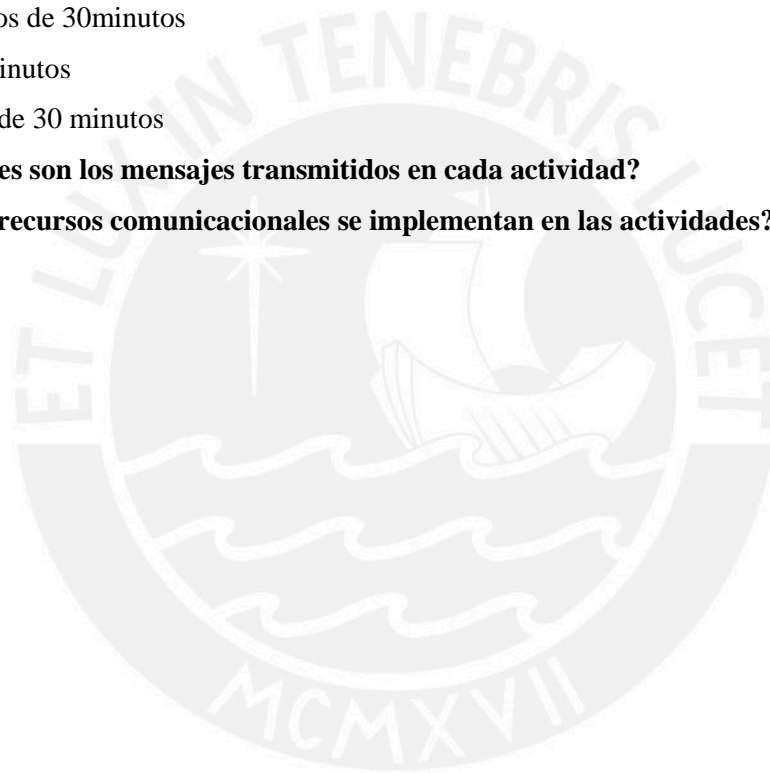 os de 30minutos
inutos
de 30 minutos
es son los mensajes transmitidos en cada actividad?
recursos comunicacionales se implementan en las actividades?
ET LUX IN TENEBRIS LUCET
MCMXVII